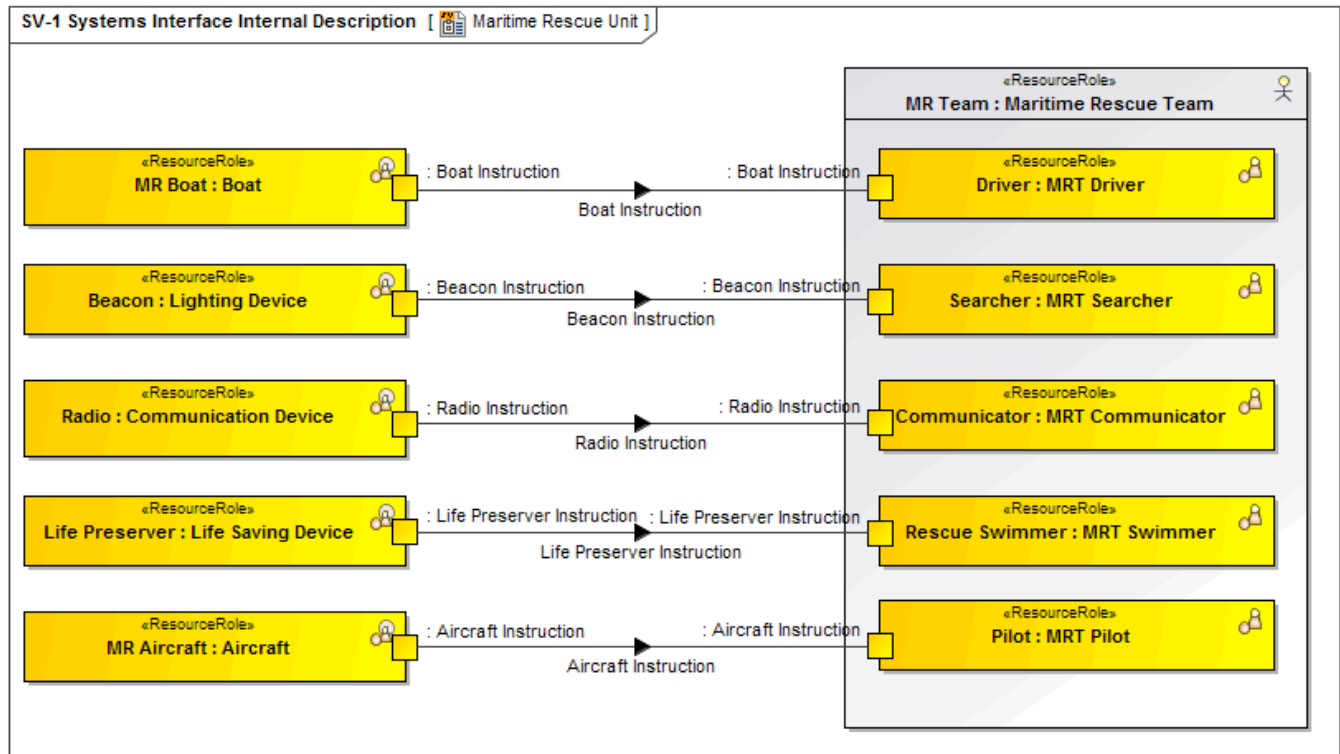 SV-1 Systems Interface Internal Description [ Maritime Rescue Unit ]
«ResourceRole»
MR Team : Maritime Rescue Team
«ResourceRole»
MR Boat : Boat
: Boat Instruction
: Boat Instruction
Boat Instruction
«ResourceRole»
Driver : MRT Driver
«ResourceRole»
Beacon : Lighting Device
: Beacon Instruction
: Beacon Instruction
Beacon Instruction
«ResourceRole»
Searcher : MRT Searcher
«ResourceRole»
Radio : Communication Device
: Radio Instruction
: Radio Instruction
Radio Instruction
«ResourceRole»
Communicator : MRT Communicator
«ResourceRole»
Life Preserver : Life Saving Device
: Life Preserver Instruction
: Life Preserver Instruction
Life Preserver Instruction
«ResourceRole»
Rescue Swimmer : MRT Swimmer
«ResourceRole»
MR Aircraft : Aircraft
: Aircraft Instruction
: Aircraft Instruction
Aircraft Instruction
«ResourceRole»
Pilot : MRT Pilot